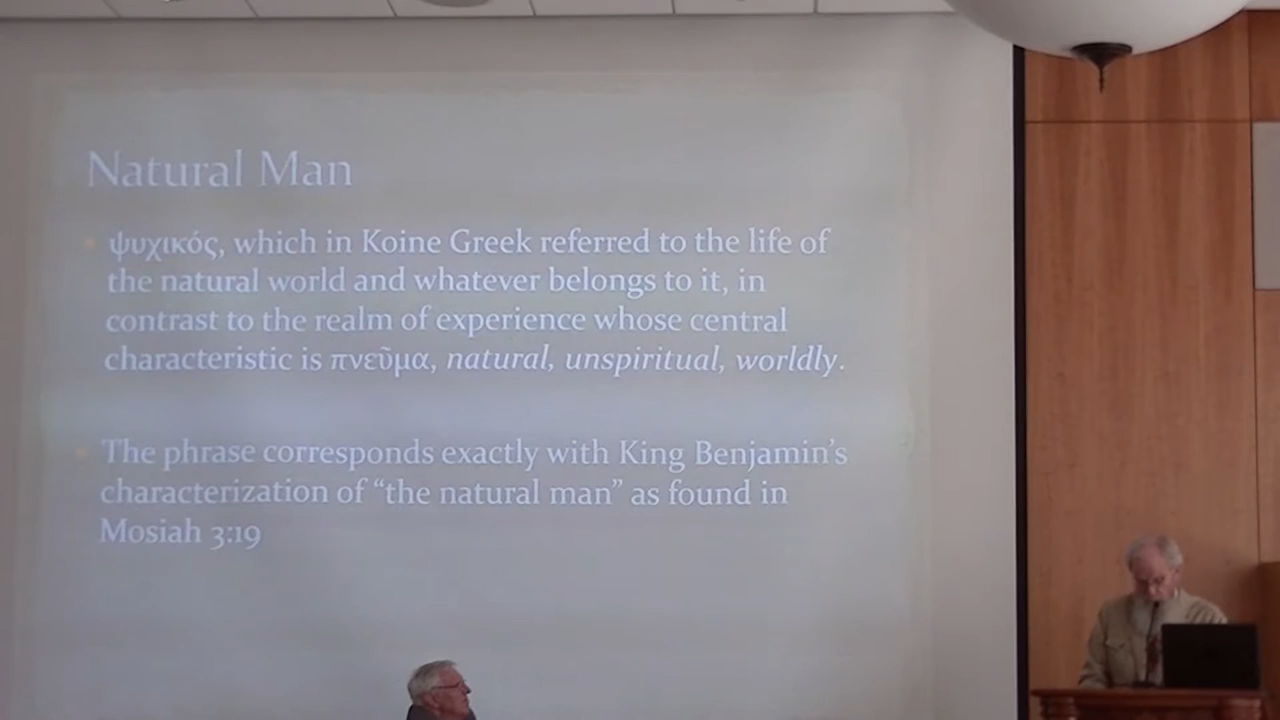 Natural Man
ψυχικός, which in Koine Greek referred to the life of
the natural world and whatever belongs to it, in
contrast to the realm of experience whose central
characteristic is πνεῦμα, natural, unspiritual, worldly.
The phrase corresponds exactly with King Benjamin’s
characterization of “the natural man” as found in
Mosiah 3:19